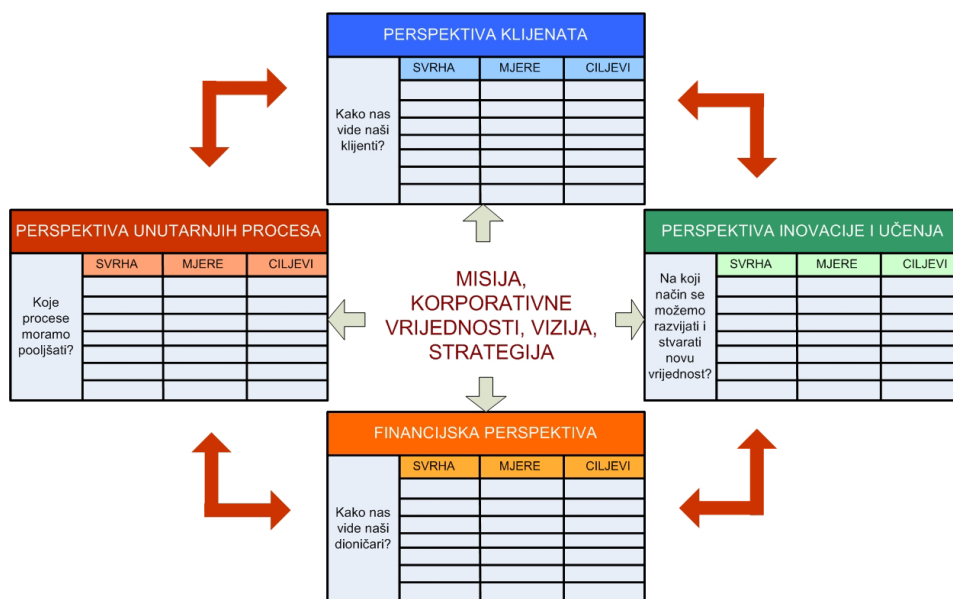 PERSPEKTIVA KLIJENATA
SVRHA MJERE CILJEVI
Kako nas
vide naši
klijenti?
PERSPEKTIVA UNUTARNJIH PROCESA
SVRHA MJERE CILJEVI
Koje
procese
moramo
pooljšati?
MISIJA,
KORPORATIVNE
VRIJEDNOSTI, VIZIJA,
STRATEGIJA
PERSPEKTIVA INOVACIJE I UČENJA
SVRHA MJERE CILJEVI
Na koji
način se
možemo
razvijati i
stvarati
novu
vrijednost?
FINANCIJSKA PERSPEKTIVA
SVRHA MJERE CILJEVI
Kako nas
vide naši
dioničari?